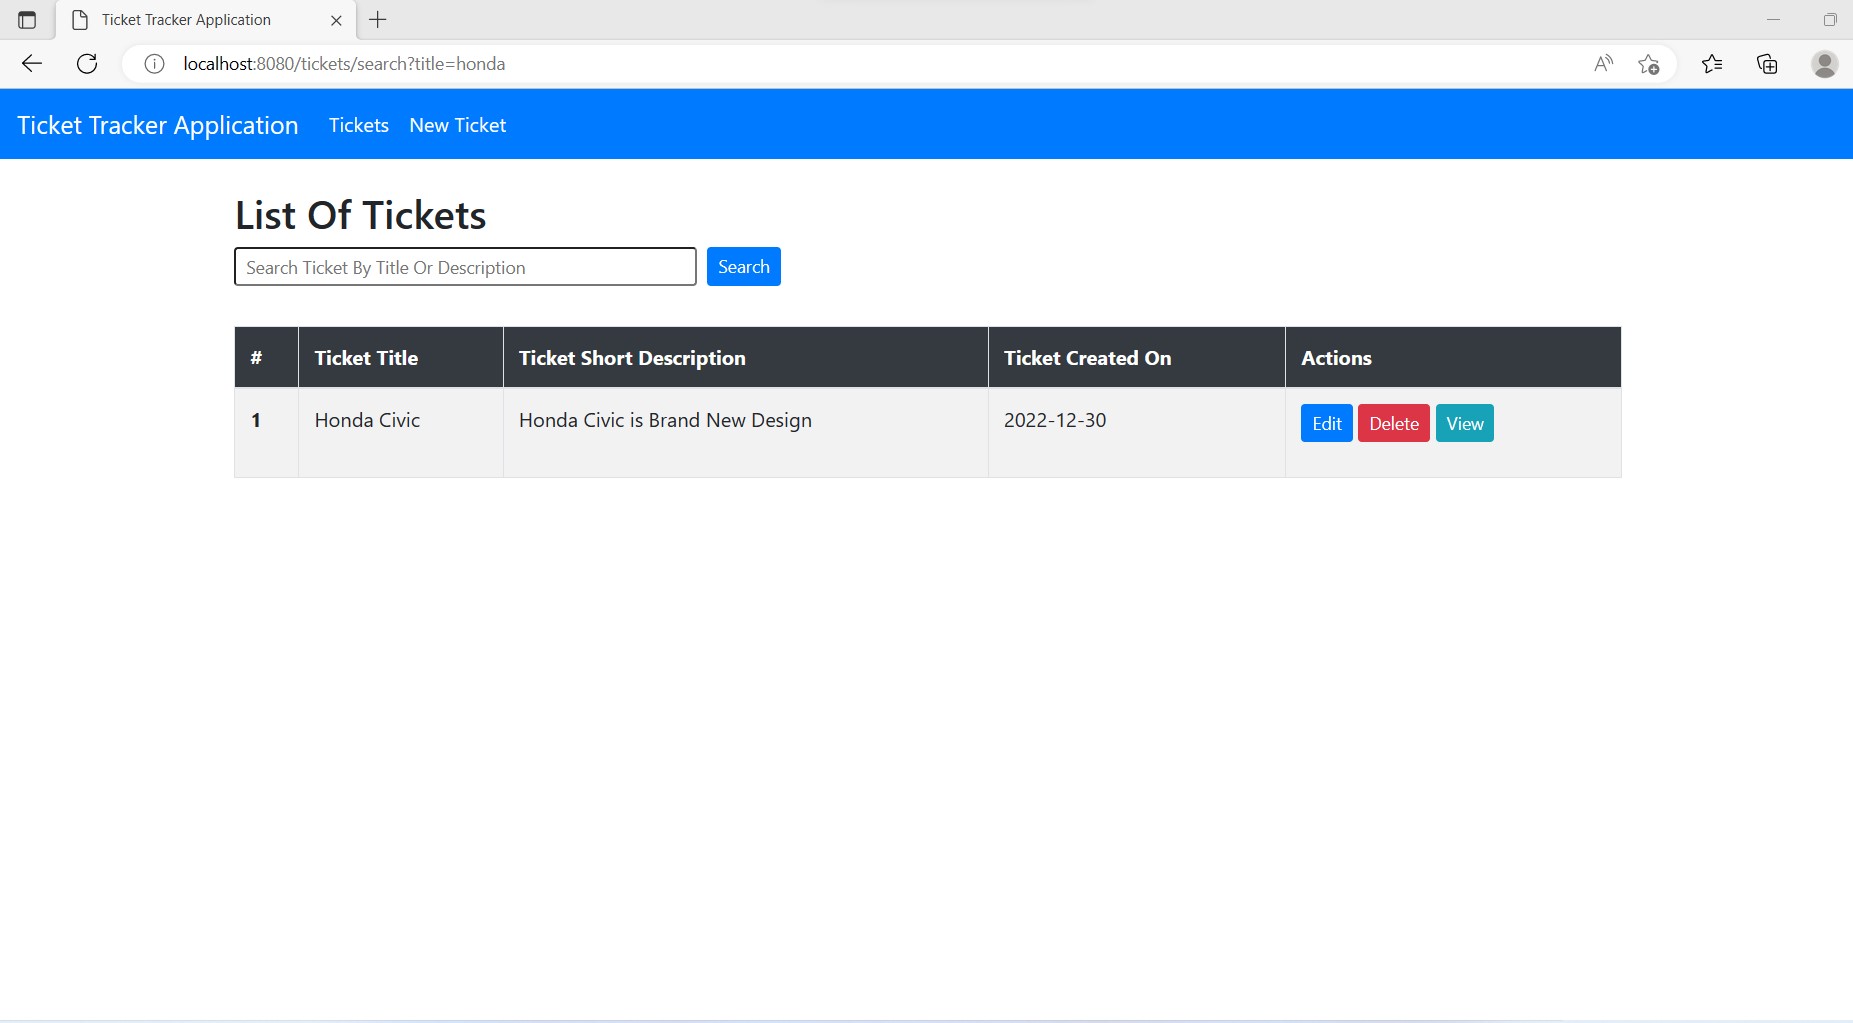 Ticket Tracker Application
localhost:8080/tickets/search?title=honda
Ticket Tracker Application Tickets New Ticket
List Of Tickets
Search Ticket By Title Or Description Search
# Ticket Title Ticket Short Description Ticket Created On Actions
1 Honda Civic Honda Civic is Brand New Design 2022-12-30 Edit Delete View